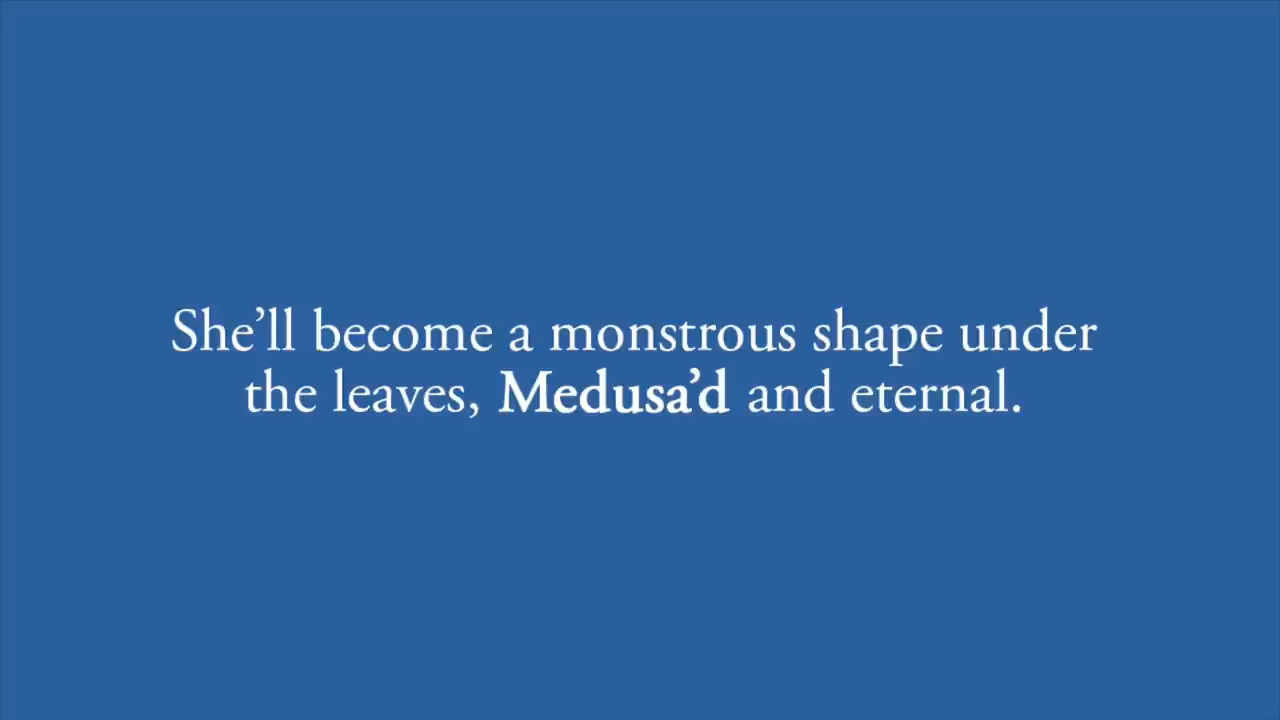 She’ll become a monstrous shape under
the leaves, Medusa’d and eternal.